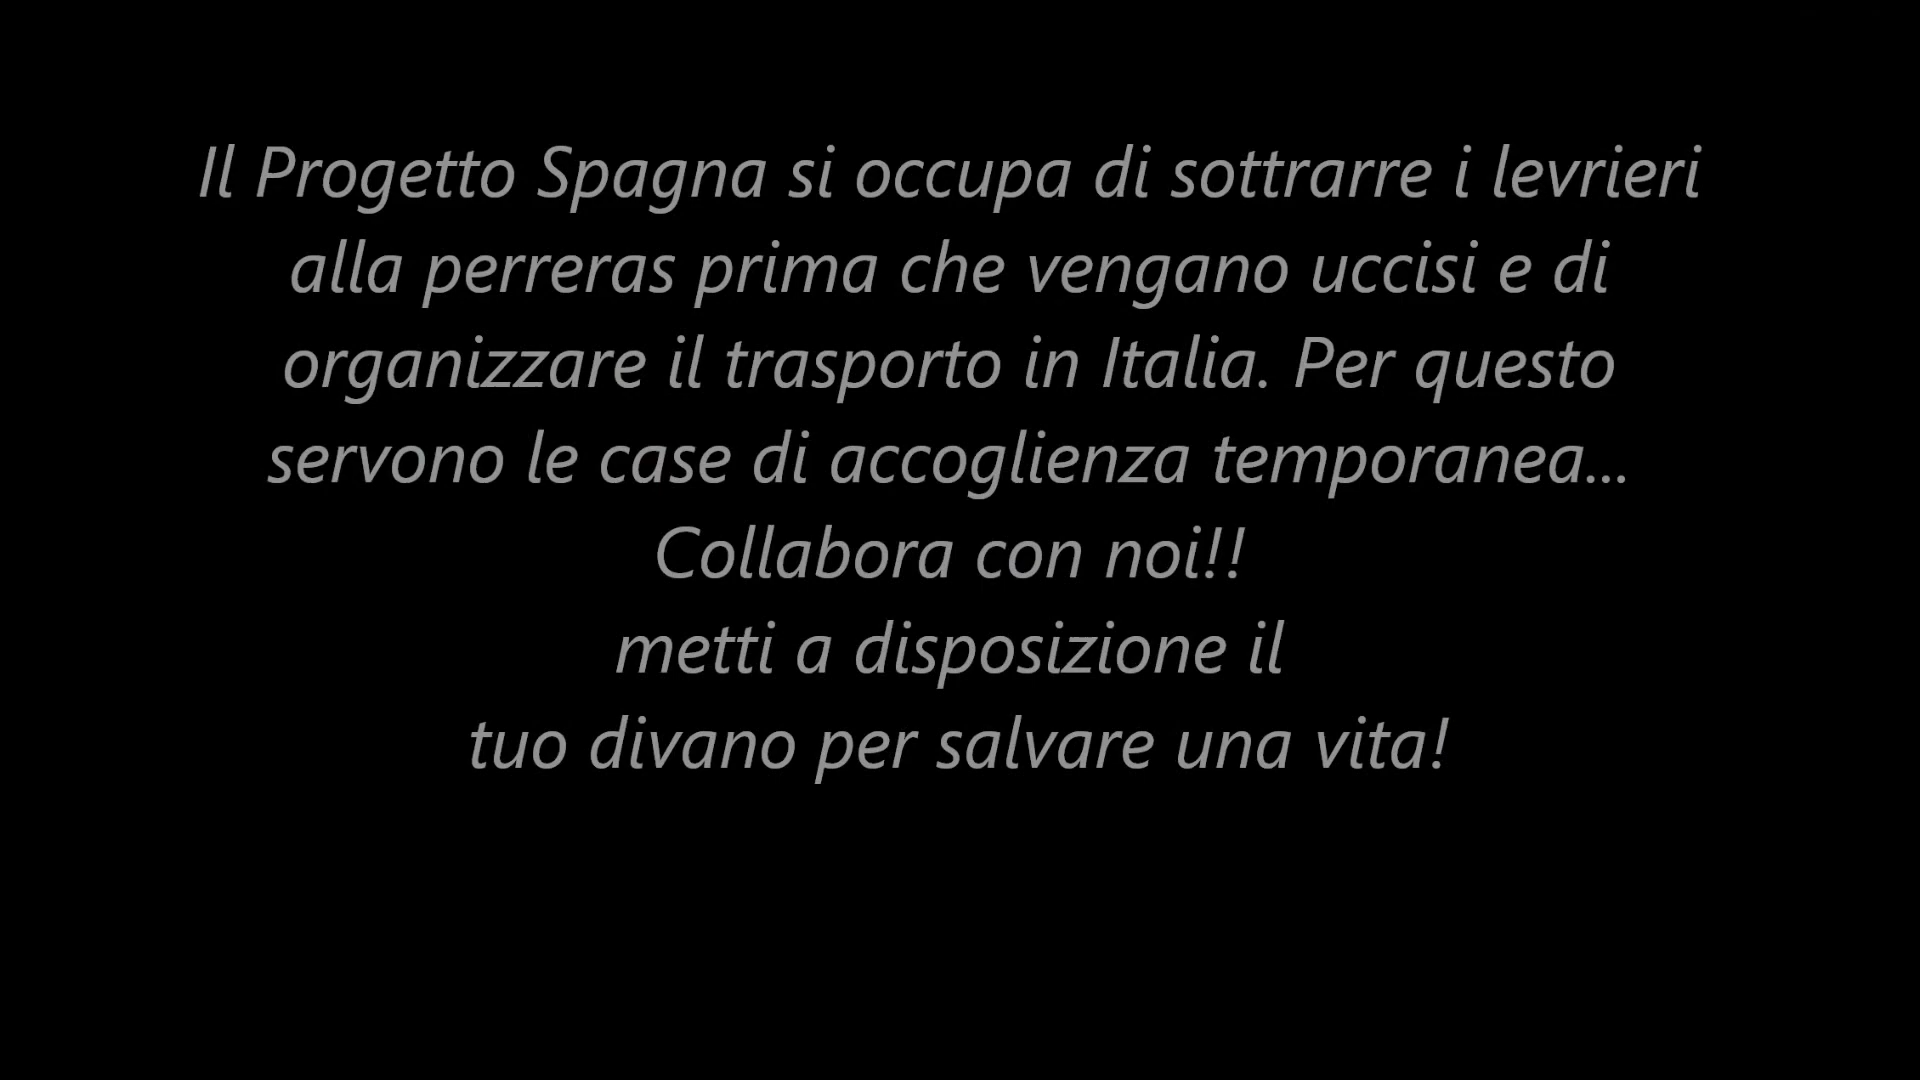 Il Progetto Spagna si occupa di sottrarre i levrieri
alla perreras prima che vengano uccisi e di
organizzare il trasporto in Italia. Per questo
servono le case di accoglienza temporanea...
Collabora con noi!!
metti a disposizione il
tuo divano per salvare una vita!